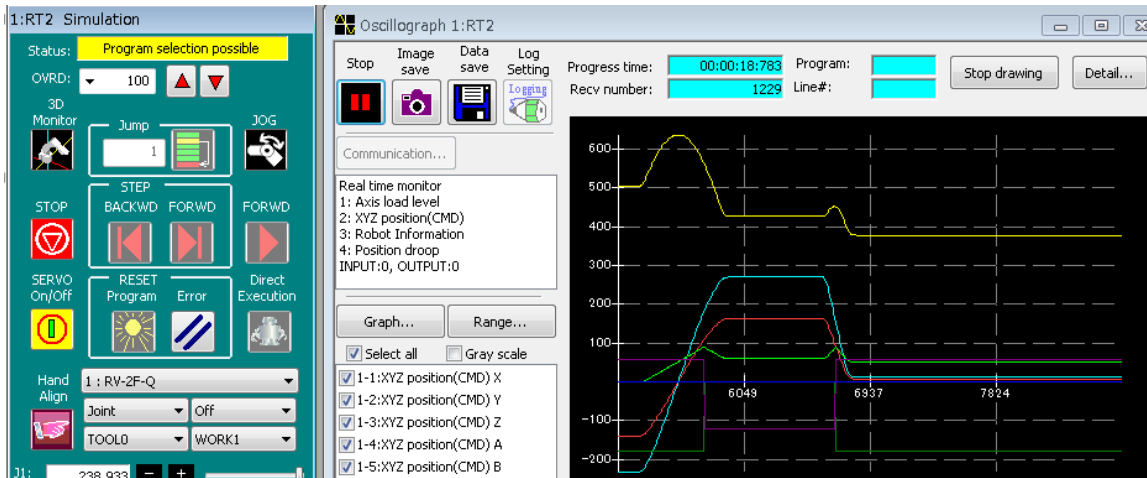 1:RT2 Simulation
Status: Program selection possible
OVRD: 100
3D
Monitor
Jump
1
JOG
STEP
STOP
BACKWD FORWD
FORWD
SERVO
On/Off
RESET
Program Error
Direct
Execution
Hand
Align
1 : RV-2F-Q
Joint
Off
TOOL0
WORK1
J1: 238.933 - +
Oscillograph 1:RT2
Stop
Image
save
Data
save
Log
Setting
Logging
Progress time: 00:00:18:783
Program:
Recv number: 1229
Line#:
Stop drawing
Detail...
Communication...
Real time monitor
1: Axis load level
2: XYZ position(CMD)
3: Robot Information
4: Position droop
INPUT:0, OUTPUT:0
Graph...
Range...
Select all
Gray scale
1-1:XYZ position(CMD) X
1-2:XYZ position(CMD) Y
1-3:XYZ position(CMD) Z
1-4:XYZ position(CMD) A
1-5:XYZ position(CMD) B
600
500
400
300
200
100
-100
-200
6049
6937
7824